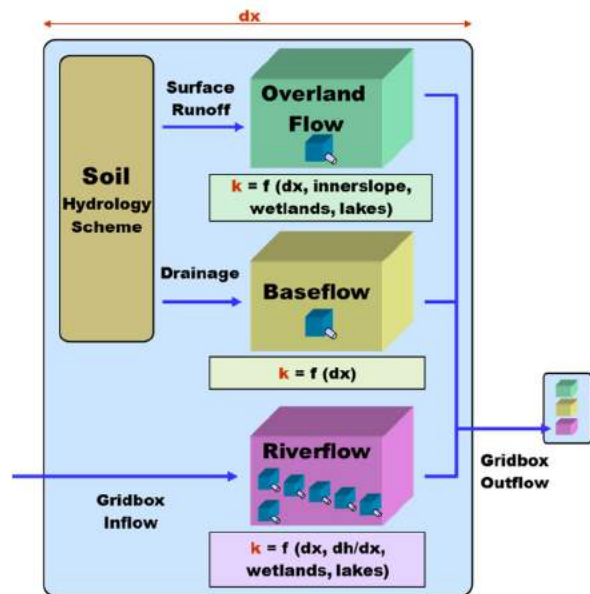 dx
Surface
Runoff
Overland
Flow
Soil
Hydrology
Scheme
k = f (dx, innerslope,
wetlands, lakes)
Drainage
Baseflow
k = f (dx)
Riverflow
Gridbox
Inflow
Gridbox
Outflow
k = f (dx, dh/dx,
wetlands, lakes)